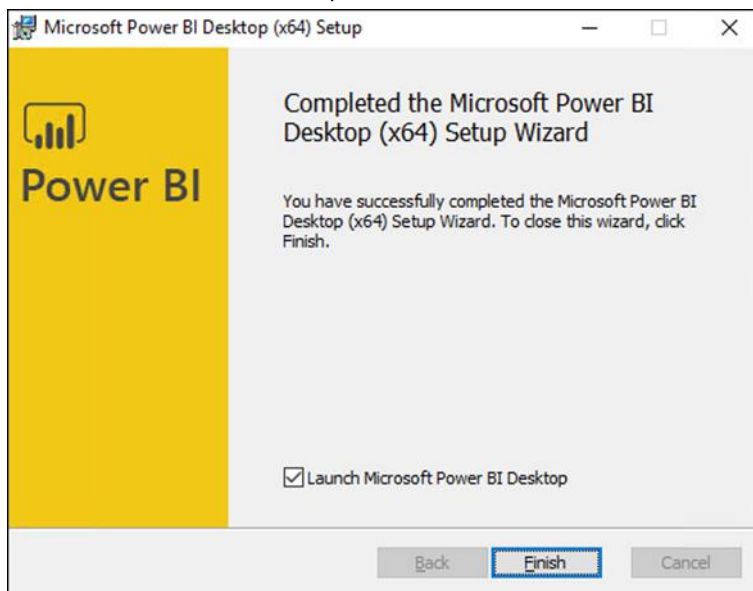 Microsoft Power BI Desktop (x64) Setup
Power BI
Completed the Microsoft Power BI
Desktop (x64) Setup Wizard
You have successfully completed the Microsoft Power BI
Desktop (x64) Setup Wizard. To close this wizard, click
Finish.
Launch Microsoft Power BI Desktop
Back Finish Cancel